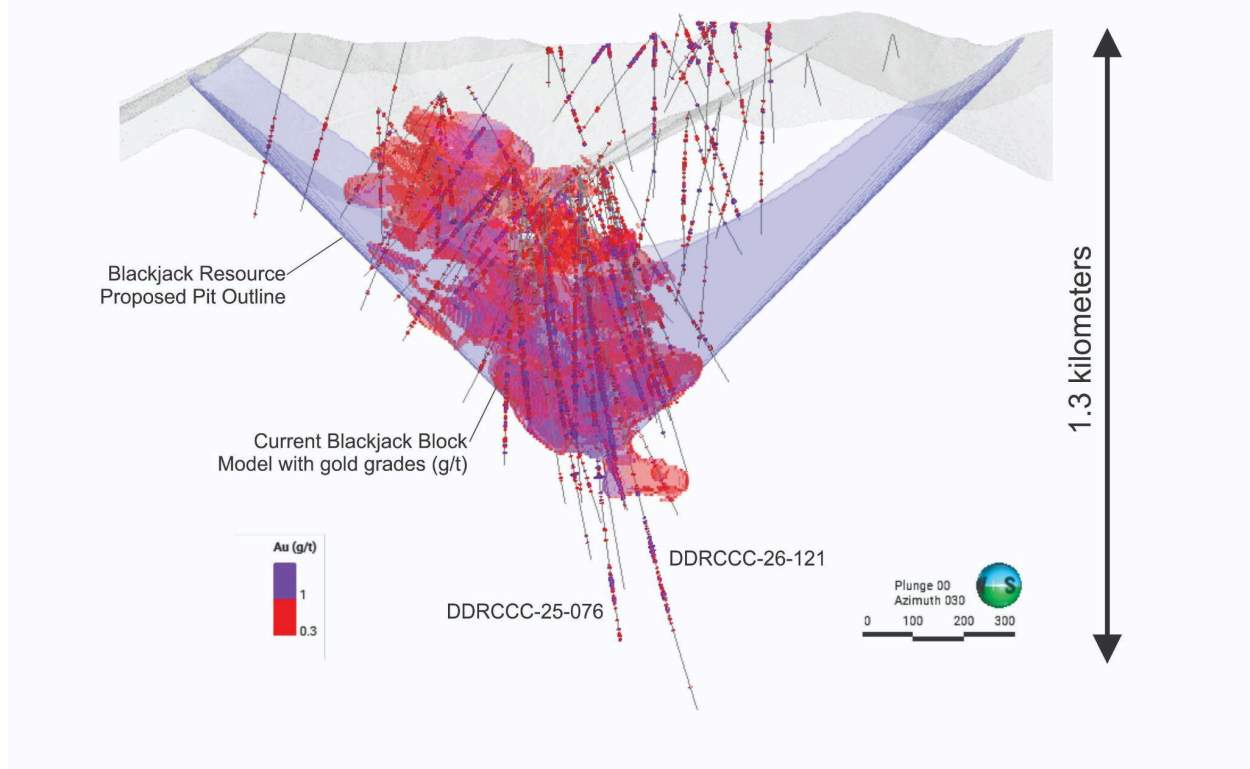 Blackjack Resource
Proposed Pit Outline
1.3 kilometers
Current Blackjack Block
Model with gold grades (g/t)
Au (g/t)
1
0.3
DDRCCC-26-121
DDRCCC-25-076
Plunge 00
Azimuth 030
S
0 100 200 300